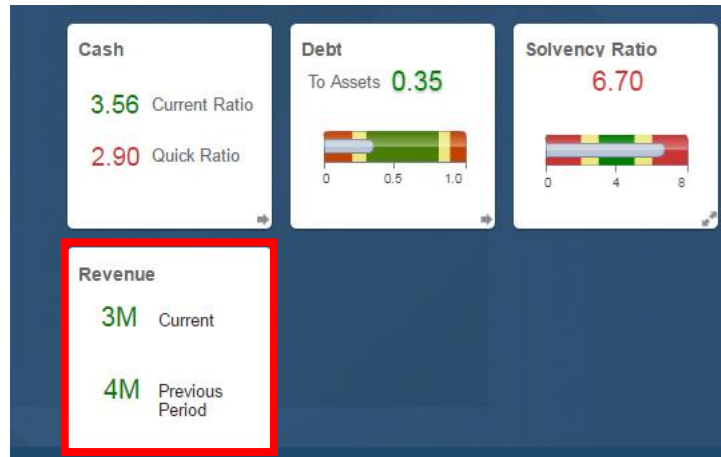 Cash
3.56 Current Ratio
2.90 Quick Ratio
Debt
To Assets 0.35
0 0.5 1.0
Solvency Ratio
6.70
0 4 8
Revenue
3M Current
4M Previous
Period